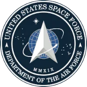 UNITED STATES SPACE FORCE
MMXIX
DEPARTMENT OF THE AIR FORCE